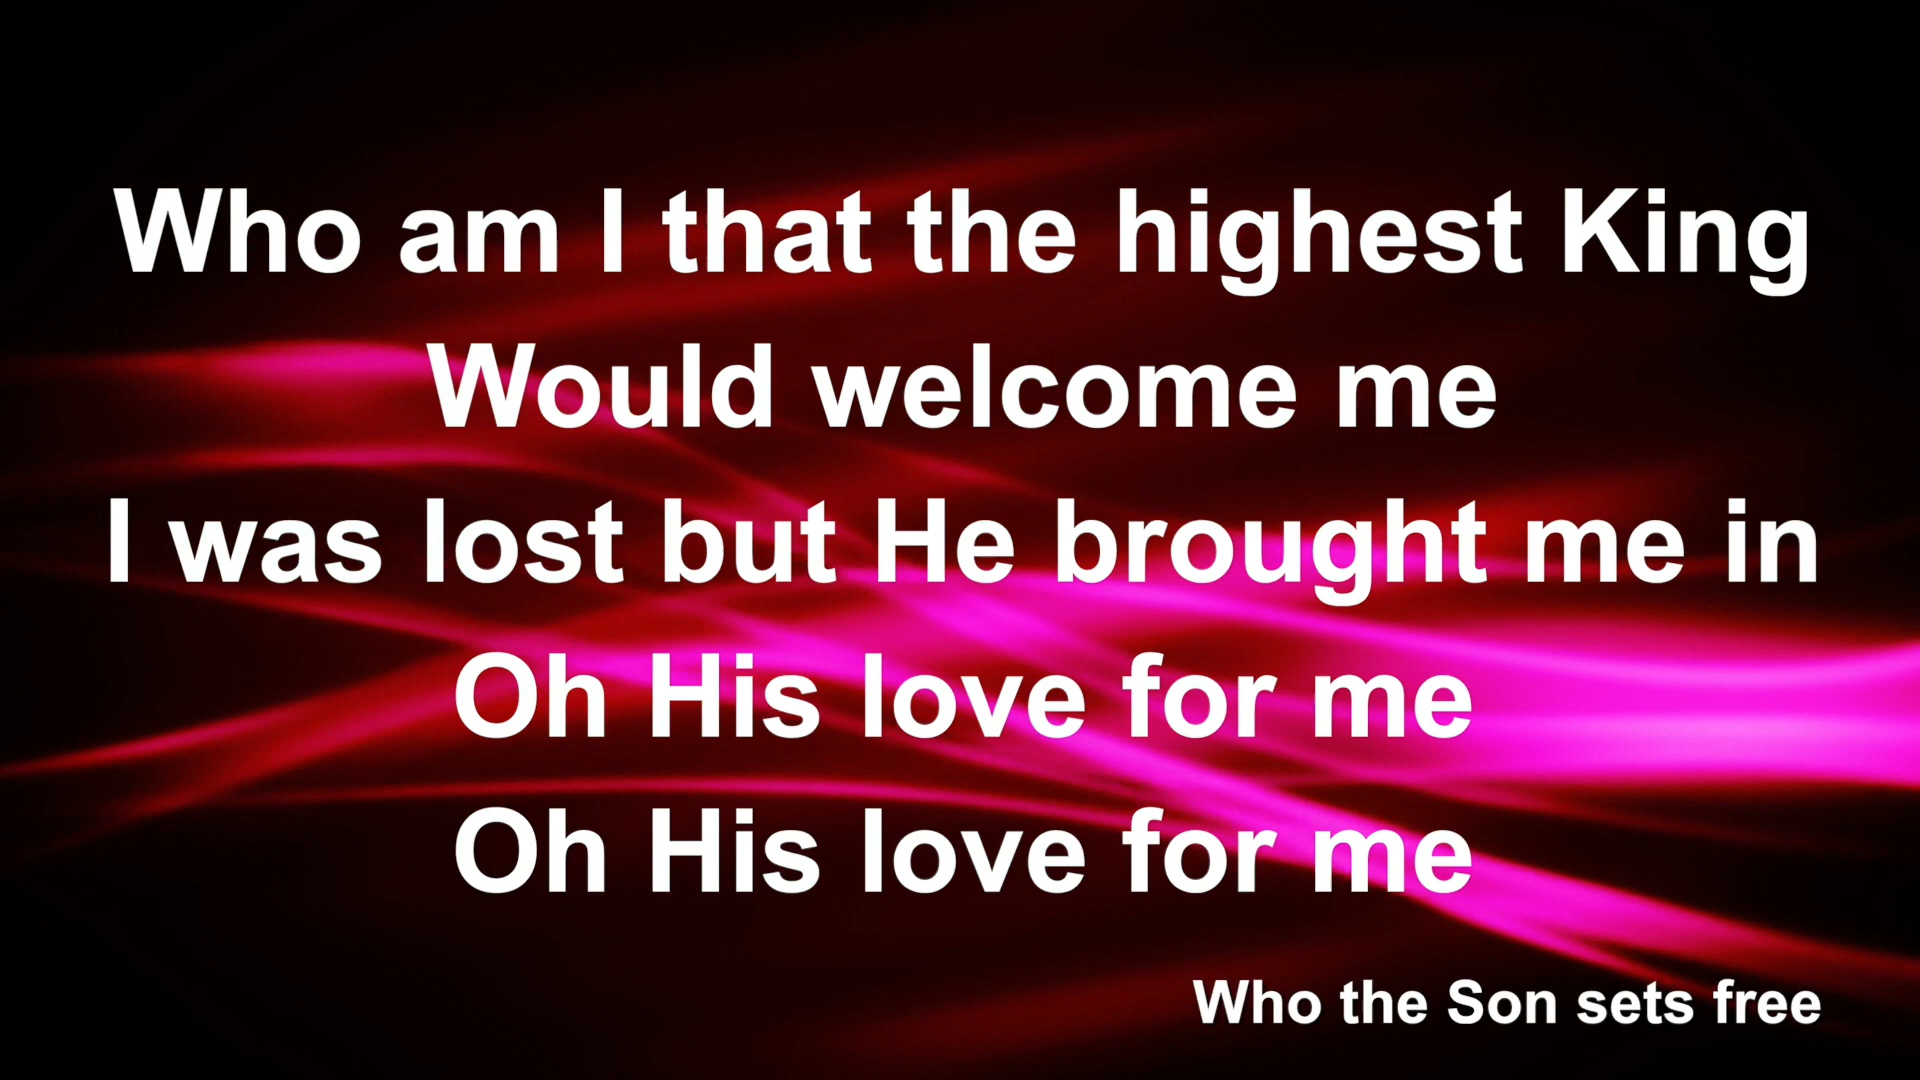 Who am I that the highest King
Would welcome me
I was lost but He brought me in
Oh His love for me
Oh His love for me
Who the Son sets free